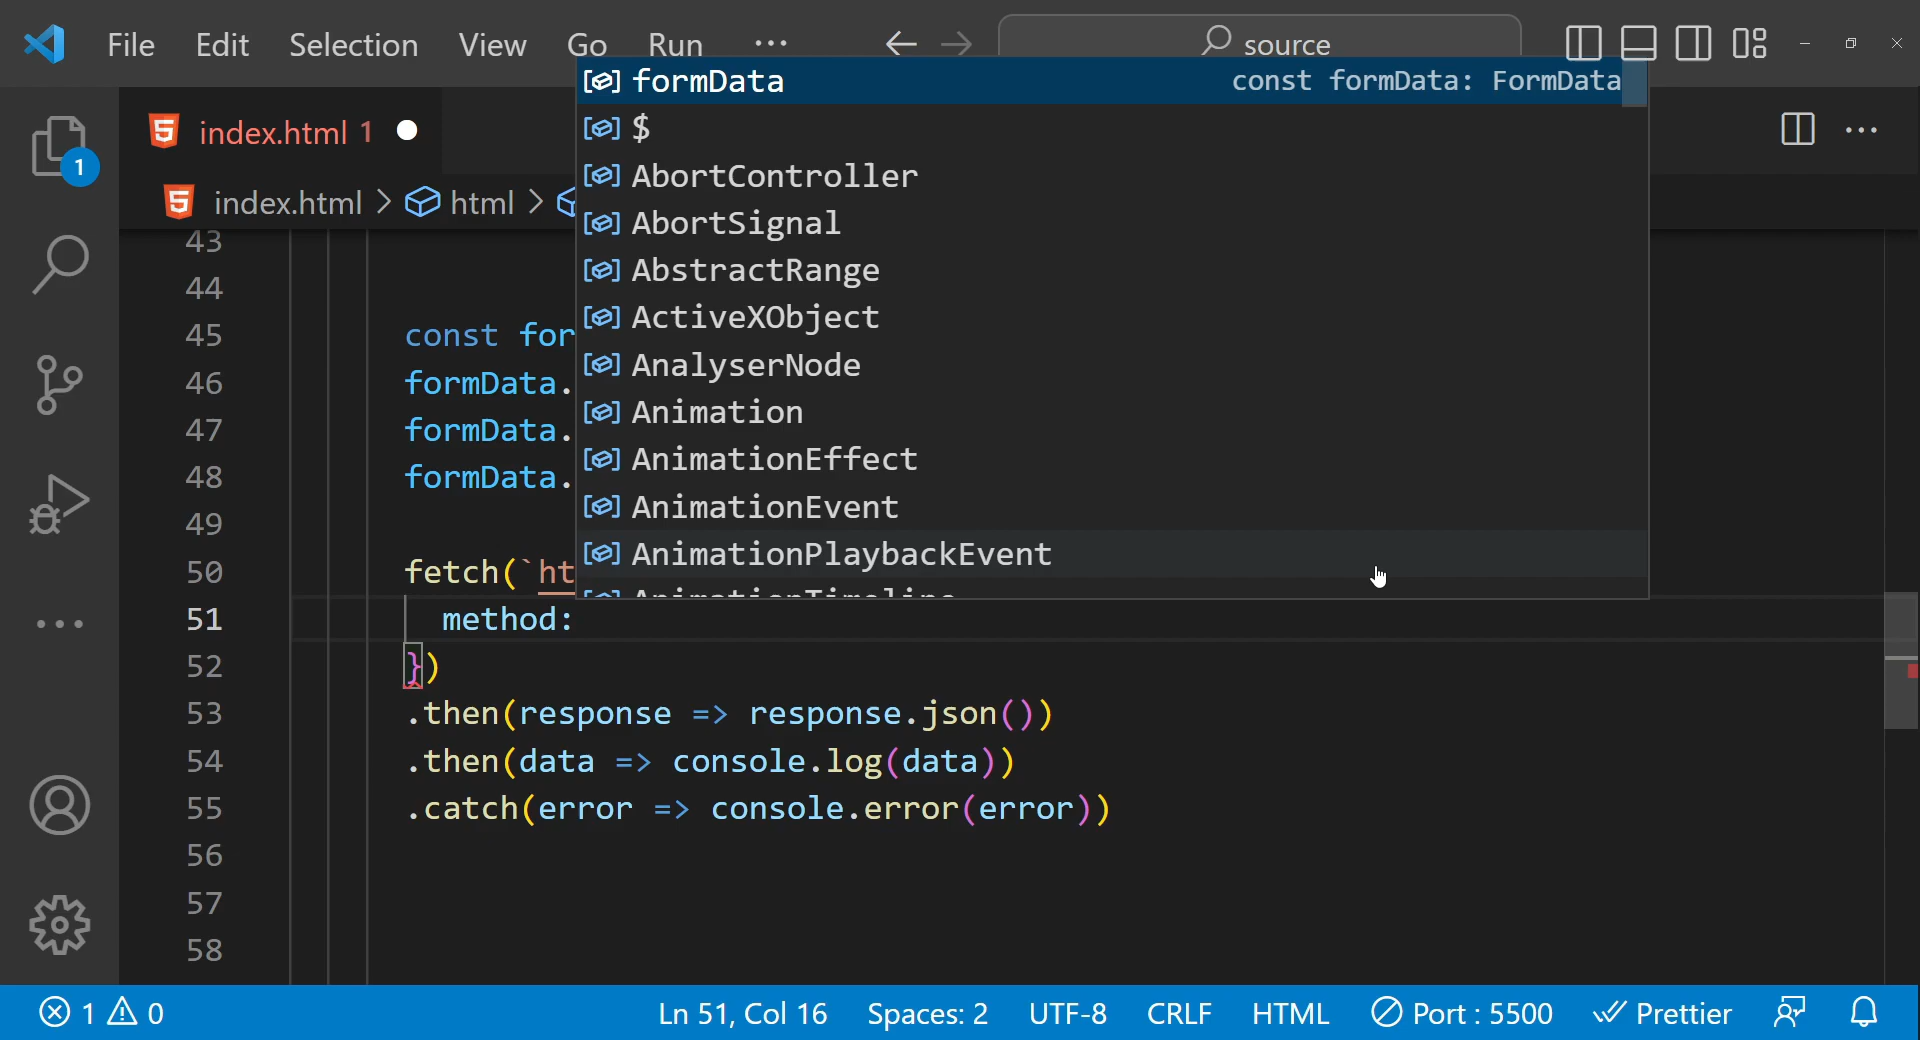 File Edit Selection View Go Run ... source
index.html 1
index.html > html >
formData const formData: FormData
$
AbortController
AbortSignal
AbstractRange
ActiveXObject
AnalyserNode
Animation
AnimationEffect
AnimationEvent
AnimationPlaybackEvent
AnimationTimeline
43
44
45 const for
46 formData.
47 formData.
48 formData.
49
50 fetch(`ht
51 method:
52 })
53 .then(response => response.json())
54 .then(data => console.log(data))
55 .catch(error => console.error(error))
56
57
58
1
1 0 Ln 51, Col 16 Spaces: 2 UTF-8 CRLF HTML Port : 5500 Prettier